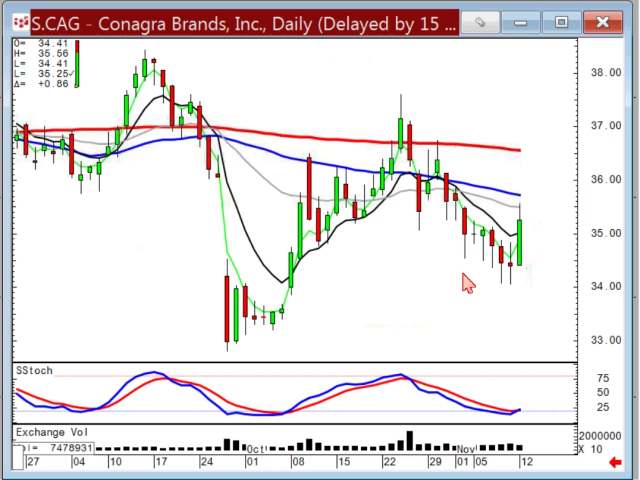 S.CAG - Conagra Brands, Inc., Daily (Delayed by 15 ...
O= 34.41
H= 35.56
L= 34.41
L= 35.25✓
Δ= +0.86
38.00
37.00
36.00
35.00
34.00
33.00
SStoch
75
50
25
Exchange Vol
Vol= 7478931
2000000
X 10
27 04 10 17 24 01 Oct 08 15 22 29 Nov 05 12